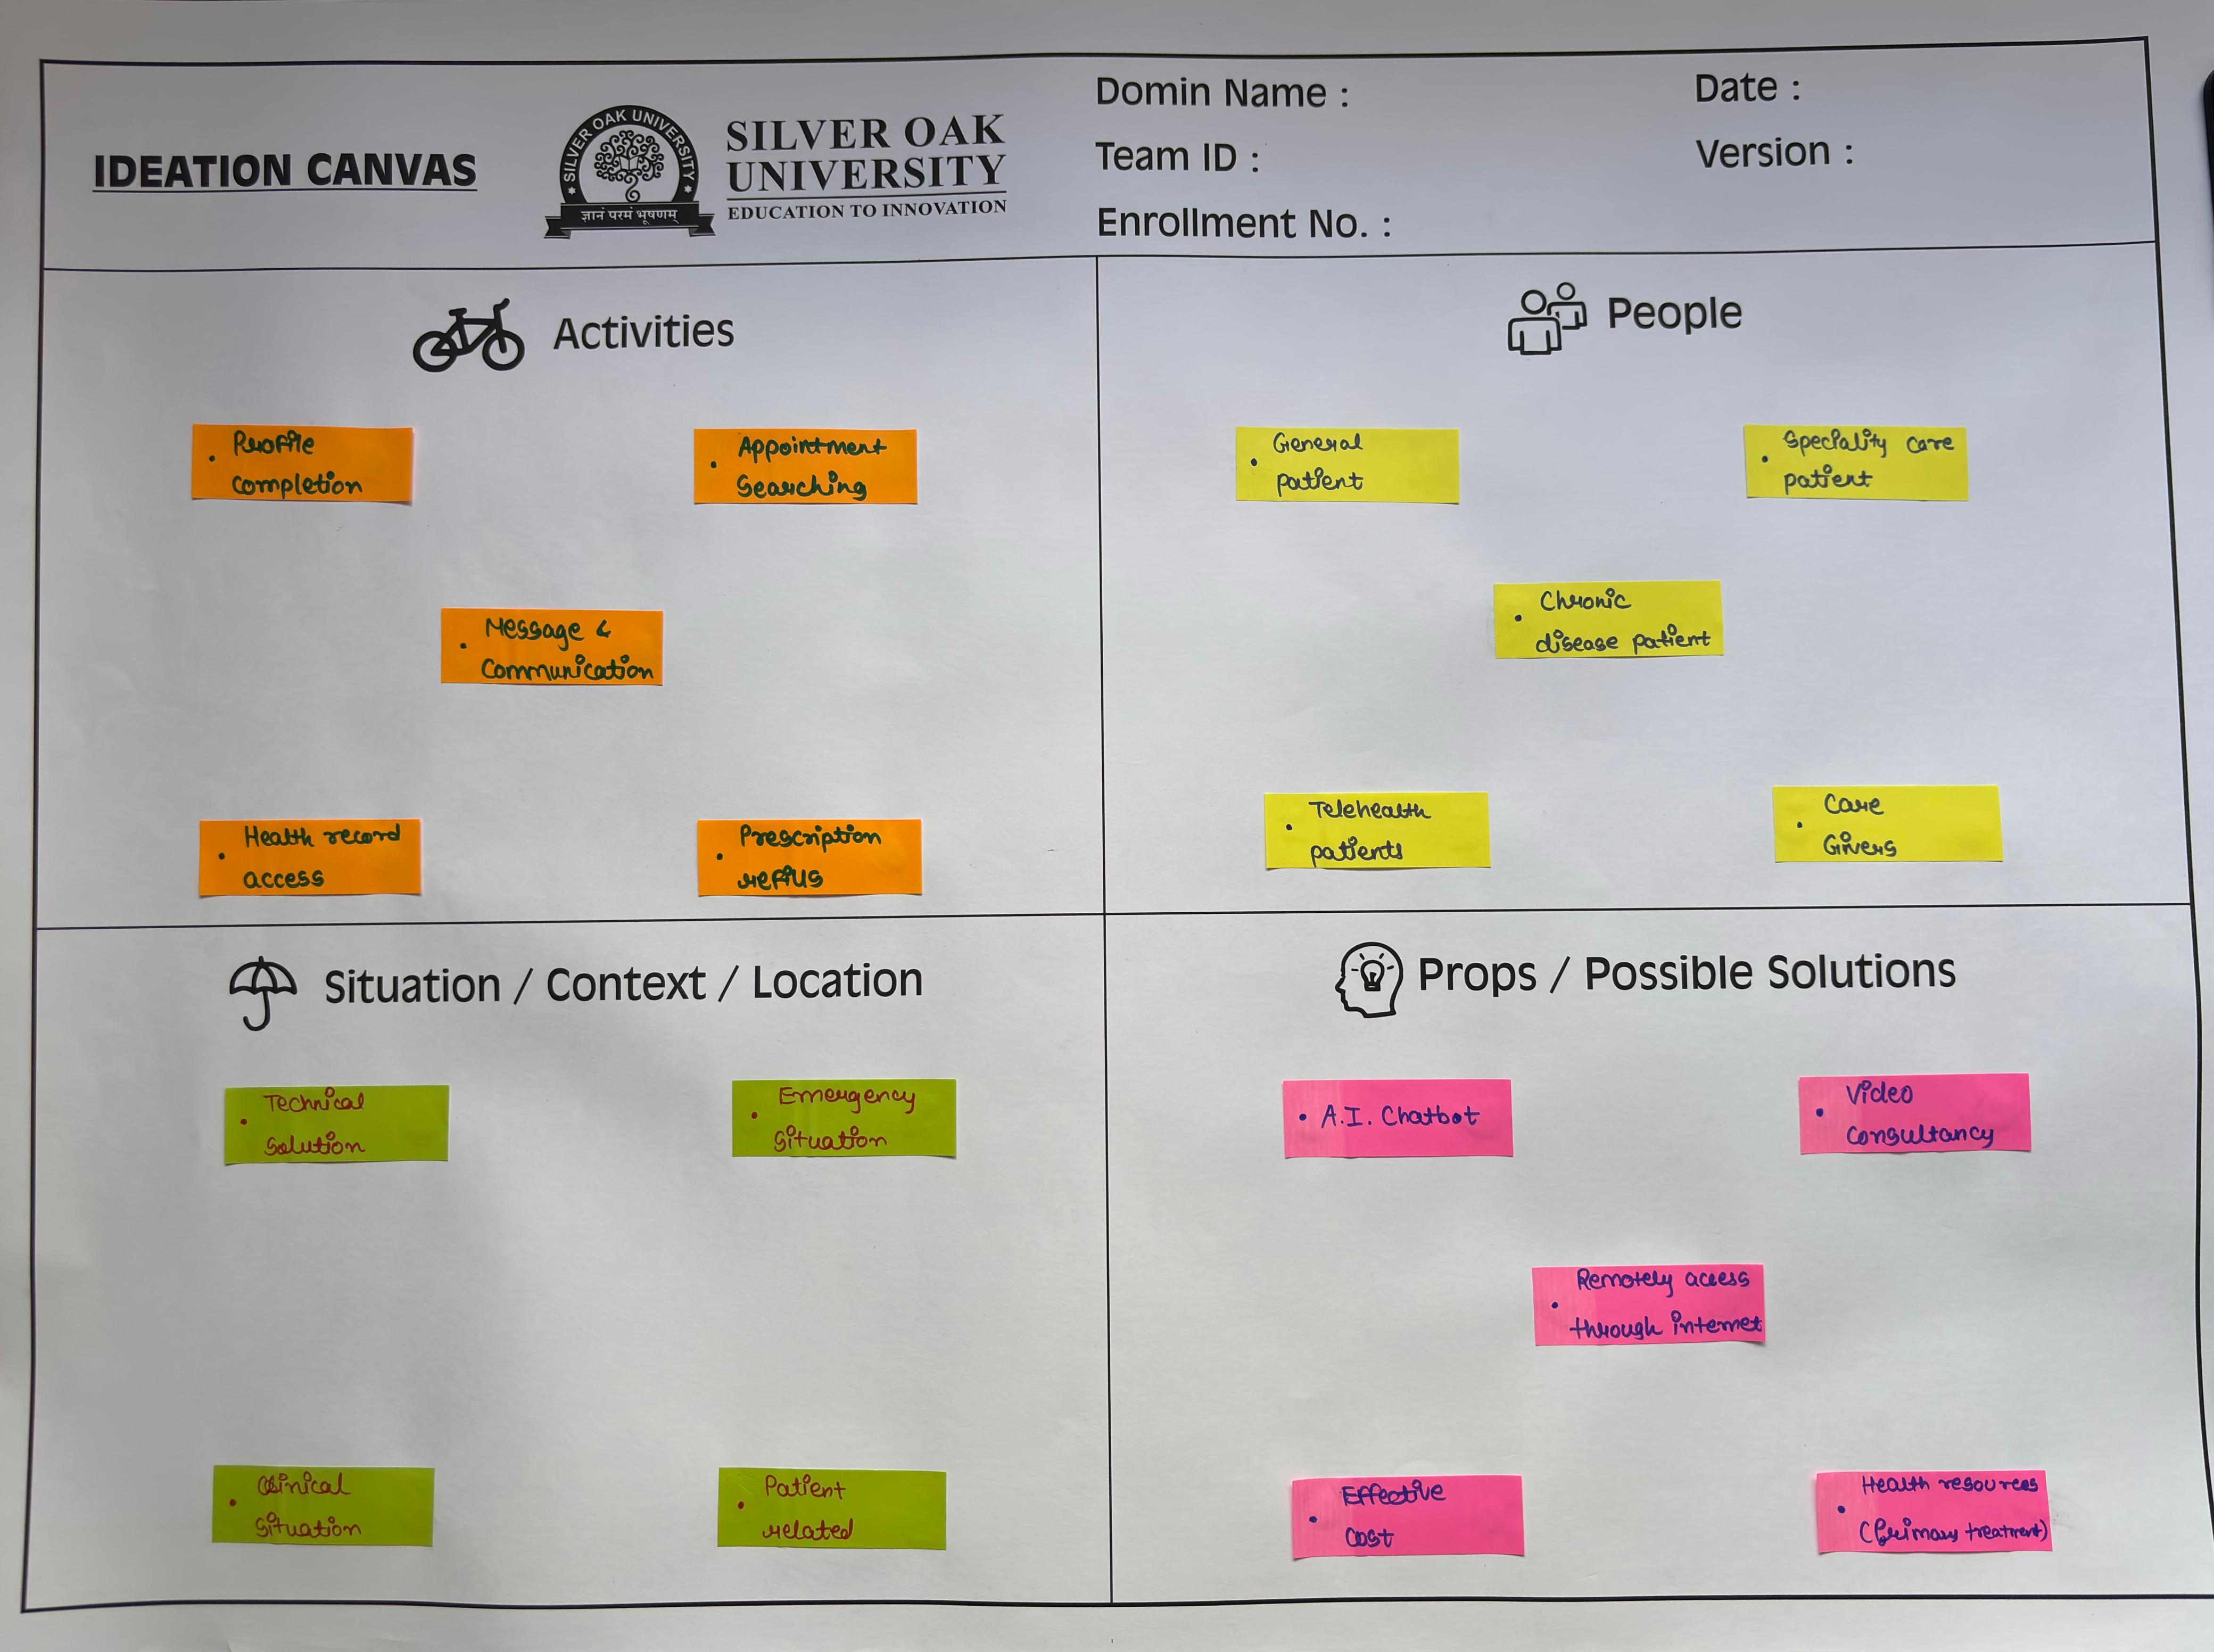 IDEATION CANVAS
SILVER OAK UNIVERSITY
ज्ञानं परमं भूषणम्
SILVER OAK
UNIVERSITY
EDUCATION TO INNOVATION
Domin Name :
Team ID :
Enrollment No. :
Date :
Version :
Activities
• Profile
completion
• Appointment
Searching
• Message &
Communication
• Health record
access
• Prescription
refills
People
• General
patient
• Speciality care
patient
• Chronic
disease patient
• Telehealth
patients
• Care
Givers
Situation / Context / Location
• Technical
Solution
• Emergency
Situation
• Clinical
Situation
• Patient
related
Props / Possible Solutions
• A.I. Chatbot
• Video
Consultancy
• Remotely access
through internet
• Effective
cost
• Health resources
(Primary treatment)